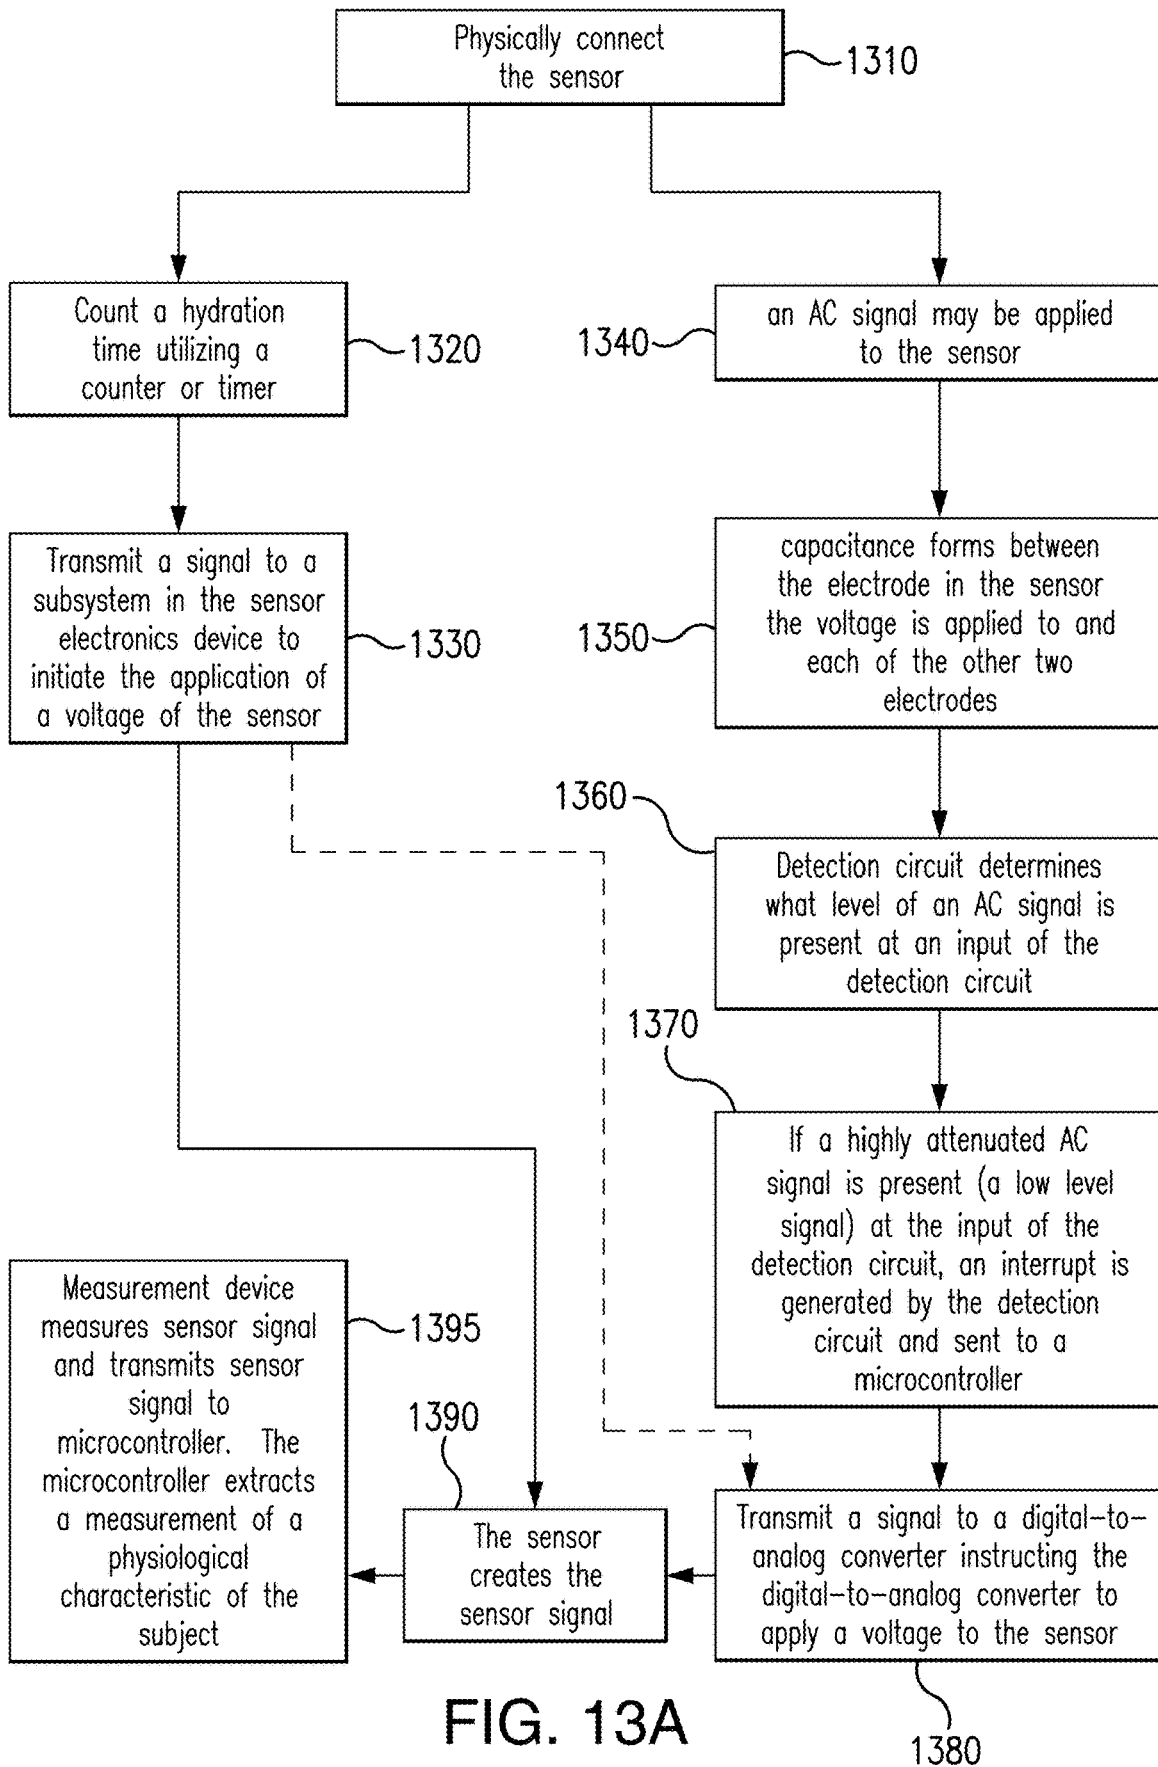 Physically connect
the sensor
1310
Count a hydration
time utilizing a
counter or timer
1320
1340
an AC signal may be applied
to the sensor
Transmit a signal to a
subsystem in the sensor
electronics device to
initiate the application of
a voltage of the sensor
1330
1350
capacitance forms between
the electrode in the sensor
the voltage is applied to and
each of the other two
electrodes
1360
Detection circuit determines
what level of an AC signal is
present at an input of the
detection circuit
1370
If a highly attenuated AC
signal is present (a low level
signal) at the input of the
detection circuit, an interrupt is
generated by the detection
circuit and sent to a
microcontroller
Measurement device
measures sensor signal
and transmits sensor
signal to
microcontroller. The
microcontroller extracts
a measurement of a
physiological
characteristic of the
subject
1395
1390
The sensor
creates the
sensor signal
Transmit a signal to a digital-to-
analog converter instructing the
digital-to-analog converter to
apply a voltage to the sensor
1380
FIG. 13A